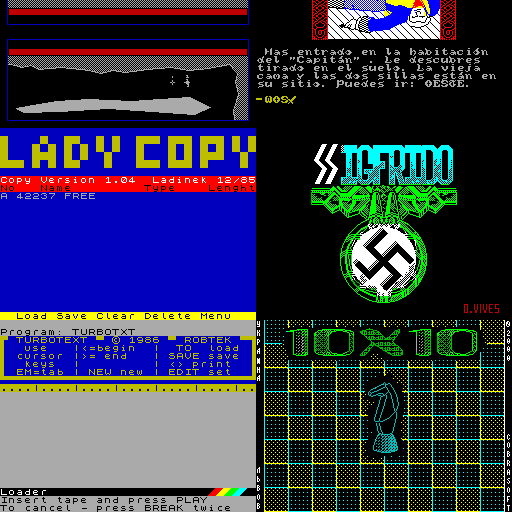 Has entrado en la habitación
del "Capitán" . Le descubres
tirado en el suelo. La vieja
cama y las dos sillas están en
su sitio. Puedes ir: OESGE.
LADY COPY
Copy Version 1.04 Ladinek 12/85
No Name Type Lenght
A 42237 FREE
Load Save Clear Delete Menu
SIGFRIDO
D.VIVES
Program: TURBOTXT
TURBOTEXT © 1986 ROBTEK
use |<=begin | TO load
cursor |>= end | SAVE save
keys | | <> print
EM=tab | NEW new | EDIT set
Loader
Insert tape and press PLAY
To cancel - press BREAK twice
10X10
COBRASOFT